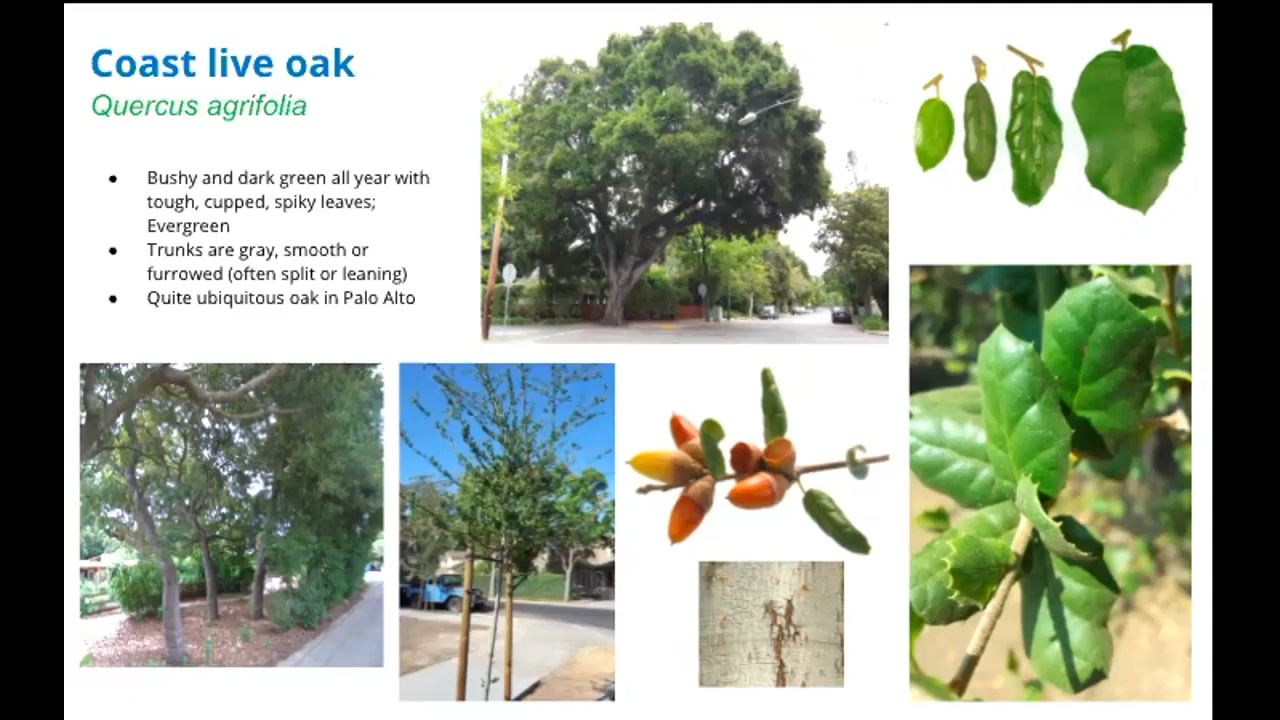 Coast live oak
Quercus agrifolia
● Bushy and dark green all year with
tough, cupped, spiky leaves;
Evergreen
● Trunks are gray, smooth or
furrowed (often split or leaning)
● Quite ubiquitous oak in Palo Alto